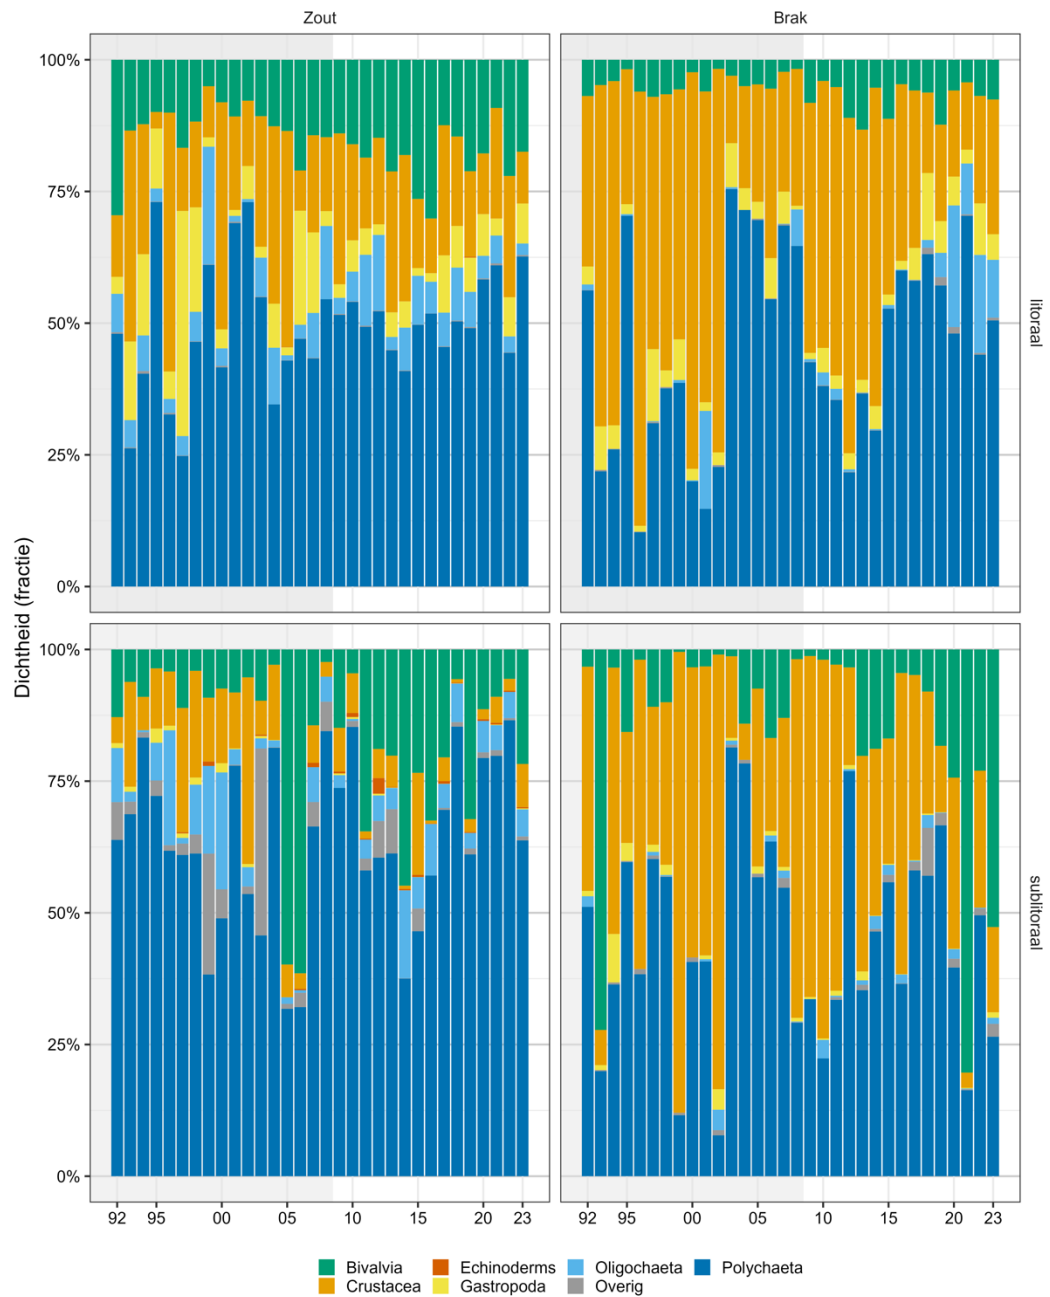 Zout
Brak
Dichtheid (fractie)
100%
75%
50%
25%
0%
litoraal
100%
75%
50%
25%
0%
sublitoraal
92 95 00 05 10 15 20 23
92 95 00 05 10 15 20 23
Bivalvia Echinoderms Oligochaeta Polychaeta
Crustacea Gastropoda Overig